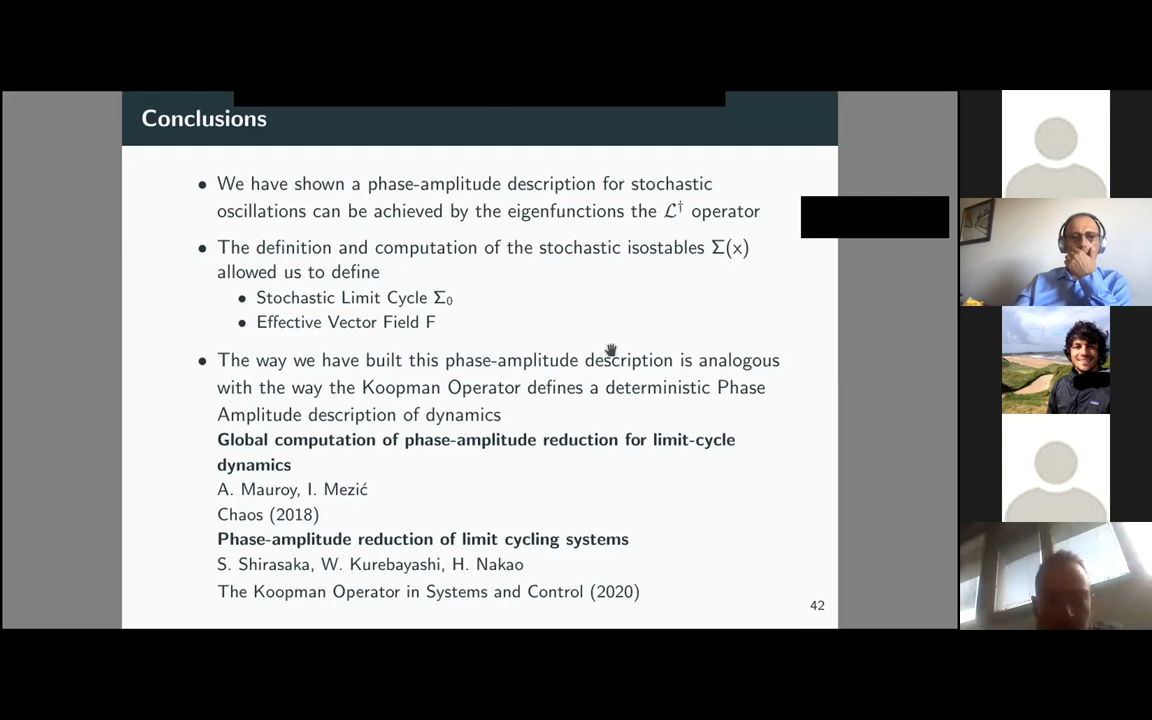 Conclusions
• We have shown a phase-amplitude description for stochastic
oscillations can be achieved by the eigenfunctions the ℒ† operator
• The definition and computation of the stochastic isostables Σ(x)
allowed us to define
• Stochastic Limit Cycle Σ₀
• Effective Vector Field F
• The way we have built this phase-amplitude description is analogous
with the way the Koopman Operator defines a deterministic Phase
Amplitude description of dynamics
Global computation of phase-amplitude reduction for limit-cycle
dynamics
A. Mauroy, I. Mezić
Chaos (2018)
Phase-amplitude reduction of limit cycling systems
S. Shirasaka, W. Kurebayashi, H. Nakao
The Koopman Operator in Systems and Control (2020)
42